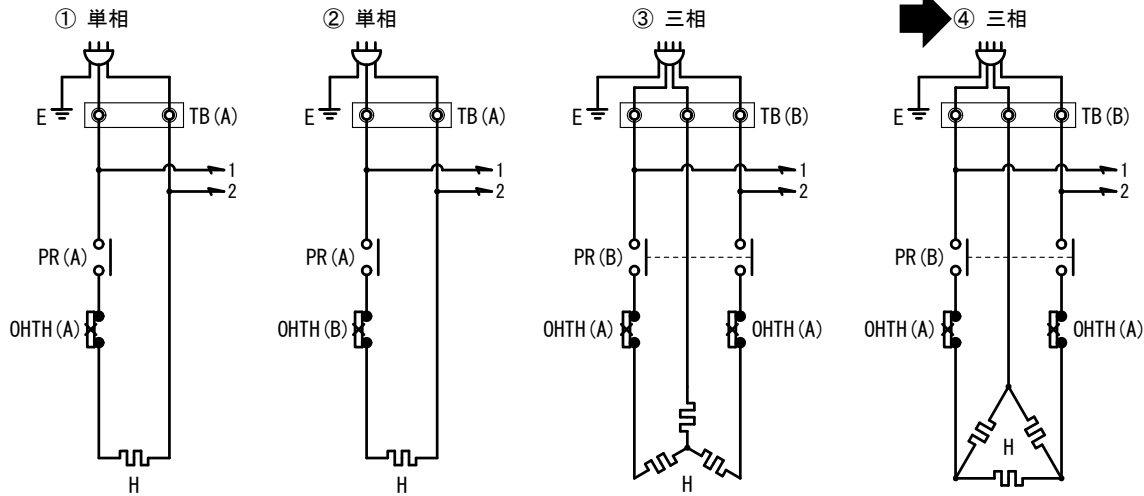 ① 単相
② 単相
③ 三相
④ 三相
E TB(A)
E TB(A)
E TB(B)
E TB(B)
1
2
1
2
1
2
1
2
PR(A)
PR(A)
PR(B)
PR(B)
OHTH(A)
OHTH(B)
OHTH(A) OHTH(A)
OHTH(A) OHTH(A)
H
H
H
H